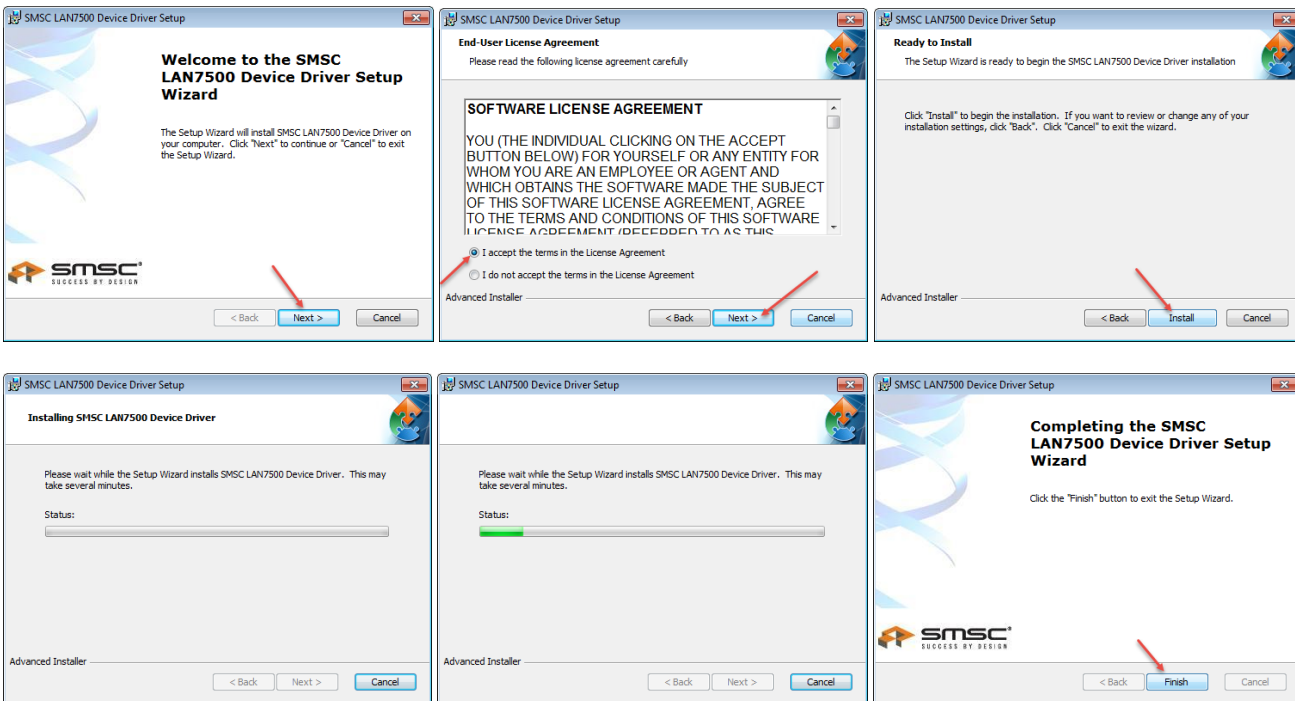 SMSC LAN7500 Device Driver Setup
Welcome to the SMSC
LAN7500 Device Driver Setup
Wizard
The Setup Wizard will install SMSC LAN7500 Device Driver on
your computer. Click "Next" to continue or "Cancel" to exit
the Setup Wizard.
smsc®
SUCCESS BY DESIGN
< Back Next > Cancel
SMSC LAN7500 Device Driver Setup
End-User License Agreement
Please read the following license agreement carefully
SOFTWARE LICENSE AGREEMENT
YOU (THE INDIVIDUAL CLICKING ON THE ACCEPT
BUTTON BELOW) FOR YOURSELF OR ANY ENTITY FOR
WHOM YOU ARE AN EMPLOYEE OR AGENT AND
WHICH OBTAINS THE SOFTWARE MADE THE SUBJECT
OF THIS SOFTWARE LICENSE AGREEMENT, AGREE
TO THE TERMS AND CONDITIONS OF THIS SOFTWARE
LICENSE AGREEMENT (REFERRED TO AS THIS
I accept the terms in the License Agreement
I do not accept the terms in the License Agreement
Advanced Installer
< Back Next > Cancel
SMSC LAN7500 Device Driver Setup
Ready to Install
The Setup Wizard is ready to begin the SMSC LAN7500 Device Driver installation
Click "Install" to begin the installation. If you want to review or change any of your
installation settings, click "Back". Click "Cancel" to exit the wizard.
Advanced Installer
< Back Install Cancel
SMSC LAN7500 Device Driver Setup
Installing SMSC LAN7500 Device Driver
Please wait while the Setup Wizard installs SMSC LAN7500 Device Driver. This may
take several minutes.
Status:
Advanced Installer
< Back Next > Cancel
SMSC LAN7500 Device Driver Setup
Please wait while the Setup Wizard installs SMSC LAN7500 Device Driver. This may
take several minutes.
Status:
Advanced Installer
< Back Next > Cancel
SMSC LAN7500 Device Driver Setup
Completing the SMSC
LAN7500 Device Driver Setup
Wizard
Click the "Finish" button to exit the Setup Wizard.
smsc®
SUCCESS BY DESIGN
< Back Finish Cancel